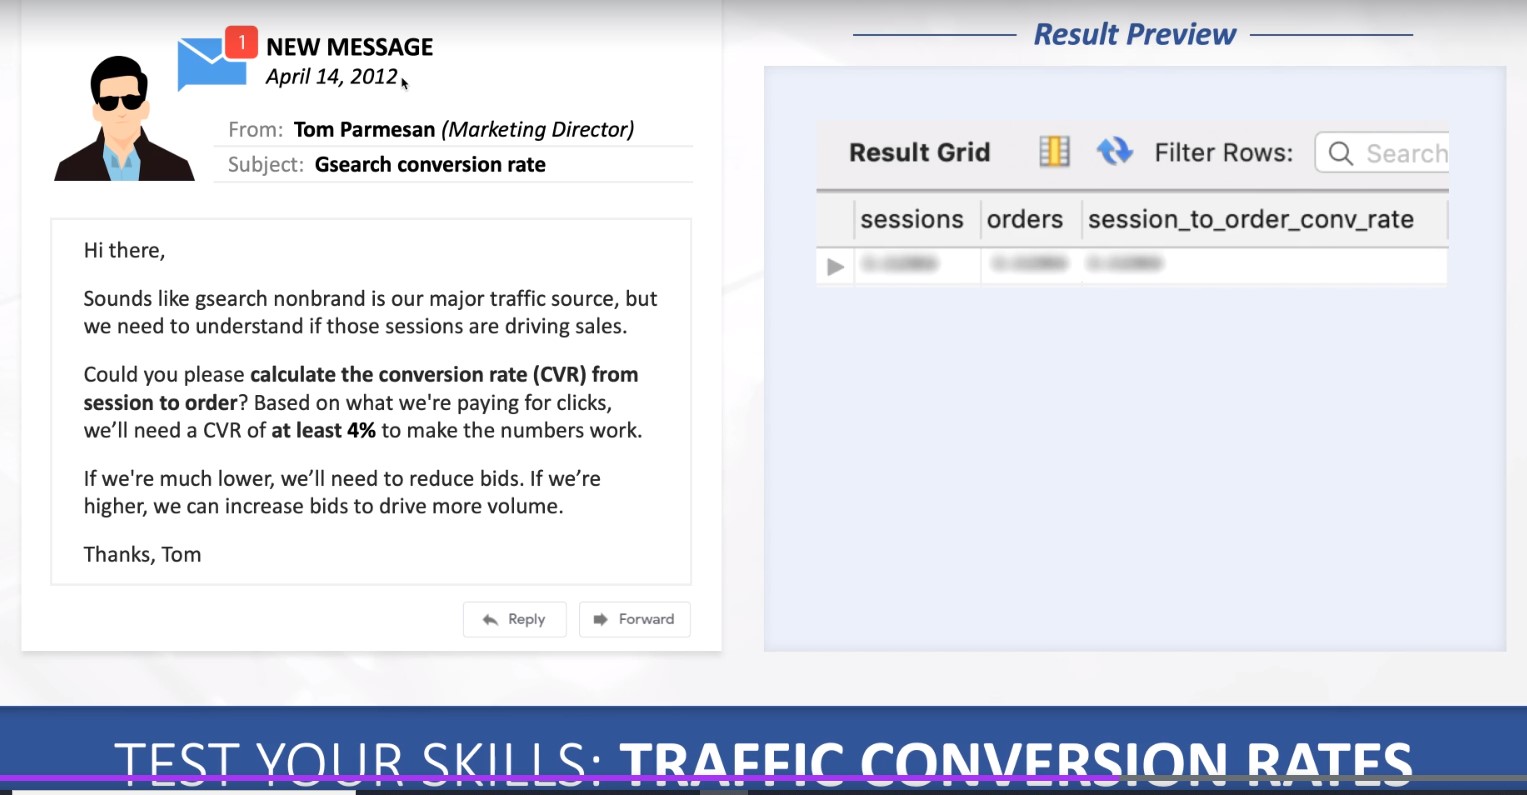 1
NEW MESSAGE
April 14, 2012
From: Tom Parmesan (Marketing Director)
Subject: Gsearch conversion rate
Hi there,
Sounds like gsearch nonbrand is our major traffic source, but
we need to understand if those sessions are driving sales.
Could you please calculate the conversion rate (CVR) from
session to order? Based on what we're paying for clicks,
we’ll need a CVR of at least 4% to make the numbers work.
If we're much lower, we’ll need to reduce bids. If we’re
higher, we can increase bids to drive more volume.
Thanks, Tom
Reply Forward
Result Preview
Result Grid Filter Rows: Search
sessions orders session_to_order_conv_rate
TEST YOUR SKILLS: TRAFFIC CONVERSION RATES